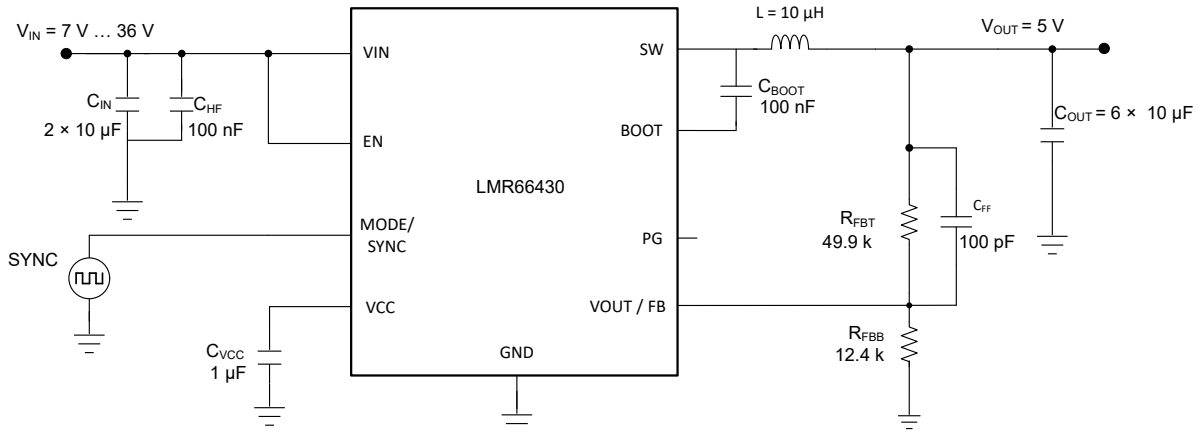 V_IN = 7 V … 36 V
C_IN
2 × 10 µF
C_HF
100 nF
SYNC
C_VCC
1 µF
VIN
EN
MODE/
SYNC
VCC
LMR66430
GND
SW
BOOT
PG
VOUT / FB
L = 10 µH
C_BOOT
100 nF
V_OUT = 5 V
C_OUT = 6 × 10 µF
R_FBT
49.9 k
C_FF
100 pF
R_FBB
12.4 k